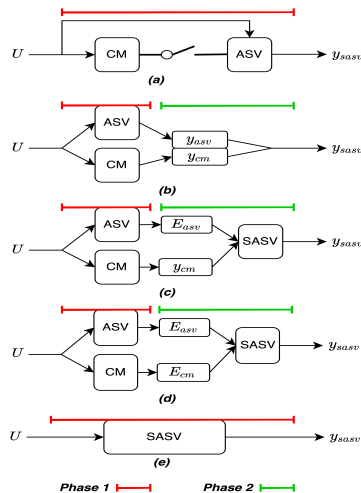 U CM ASV y_sasv
(a)
ASV
U y_asv y_sasv
y_cm
CM
(b)
ASV E_asv
U SASV y_sasv
CM y_cm
(c)
ASV E_asv
U SASV y_sasv
CM E_cm
(d)
U SASV y_sasv
(e)
Phase 1 Phase 2